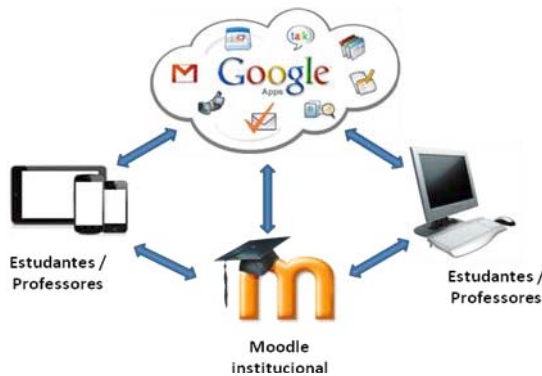 talk
Google
Apps
Estudantes /
Professores
Estudantes /
Professores
m
Moodle
institucional